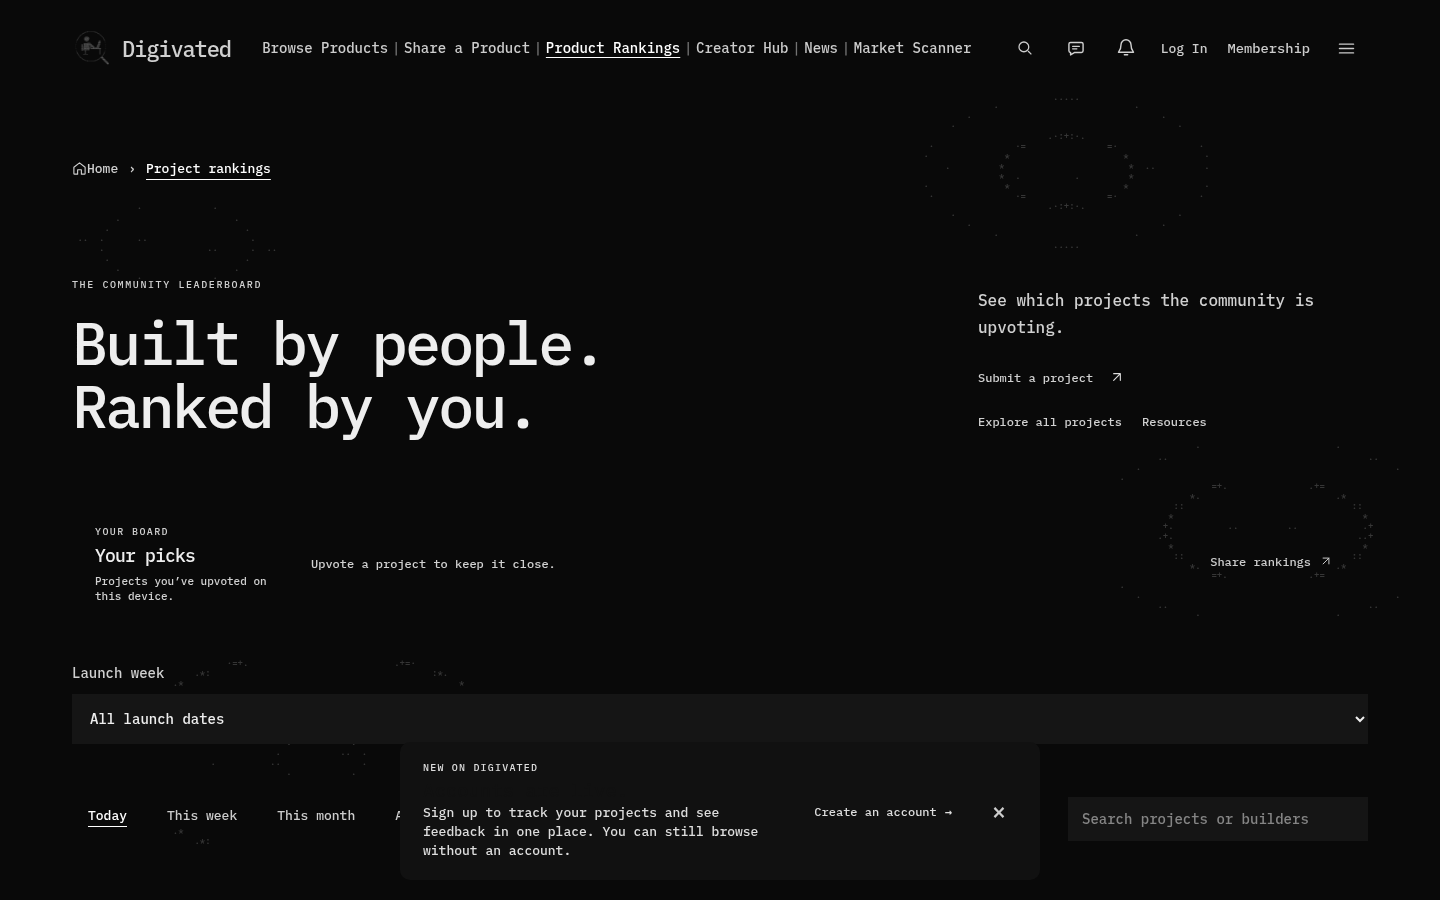 Digivated
Browse Products | Share a Product | Product Rankings | Creator Hub | News | Market Scanner
Log In
Membership
Home › Project rankings
THE COMMUNITY LEADERBOARD
Built by people.
Ranked by you.
See which projects the community is
upvoting.
Submit a project
Explore all projects
Resources
YOUR BOARD
Your picks
Projects you’ve upvoted on
this device.
Upvote a project to keep it close.
Share rankings
Launch week
All launch dates
Today
This week
This month
Search projects or builders
NEW ON DIGIVATED
Sign up to track your projects and see
feedback in one place. You can still browse
without an account.
Create an account →